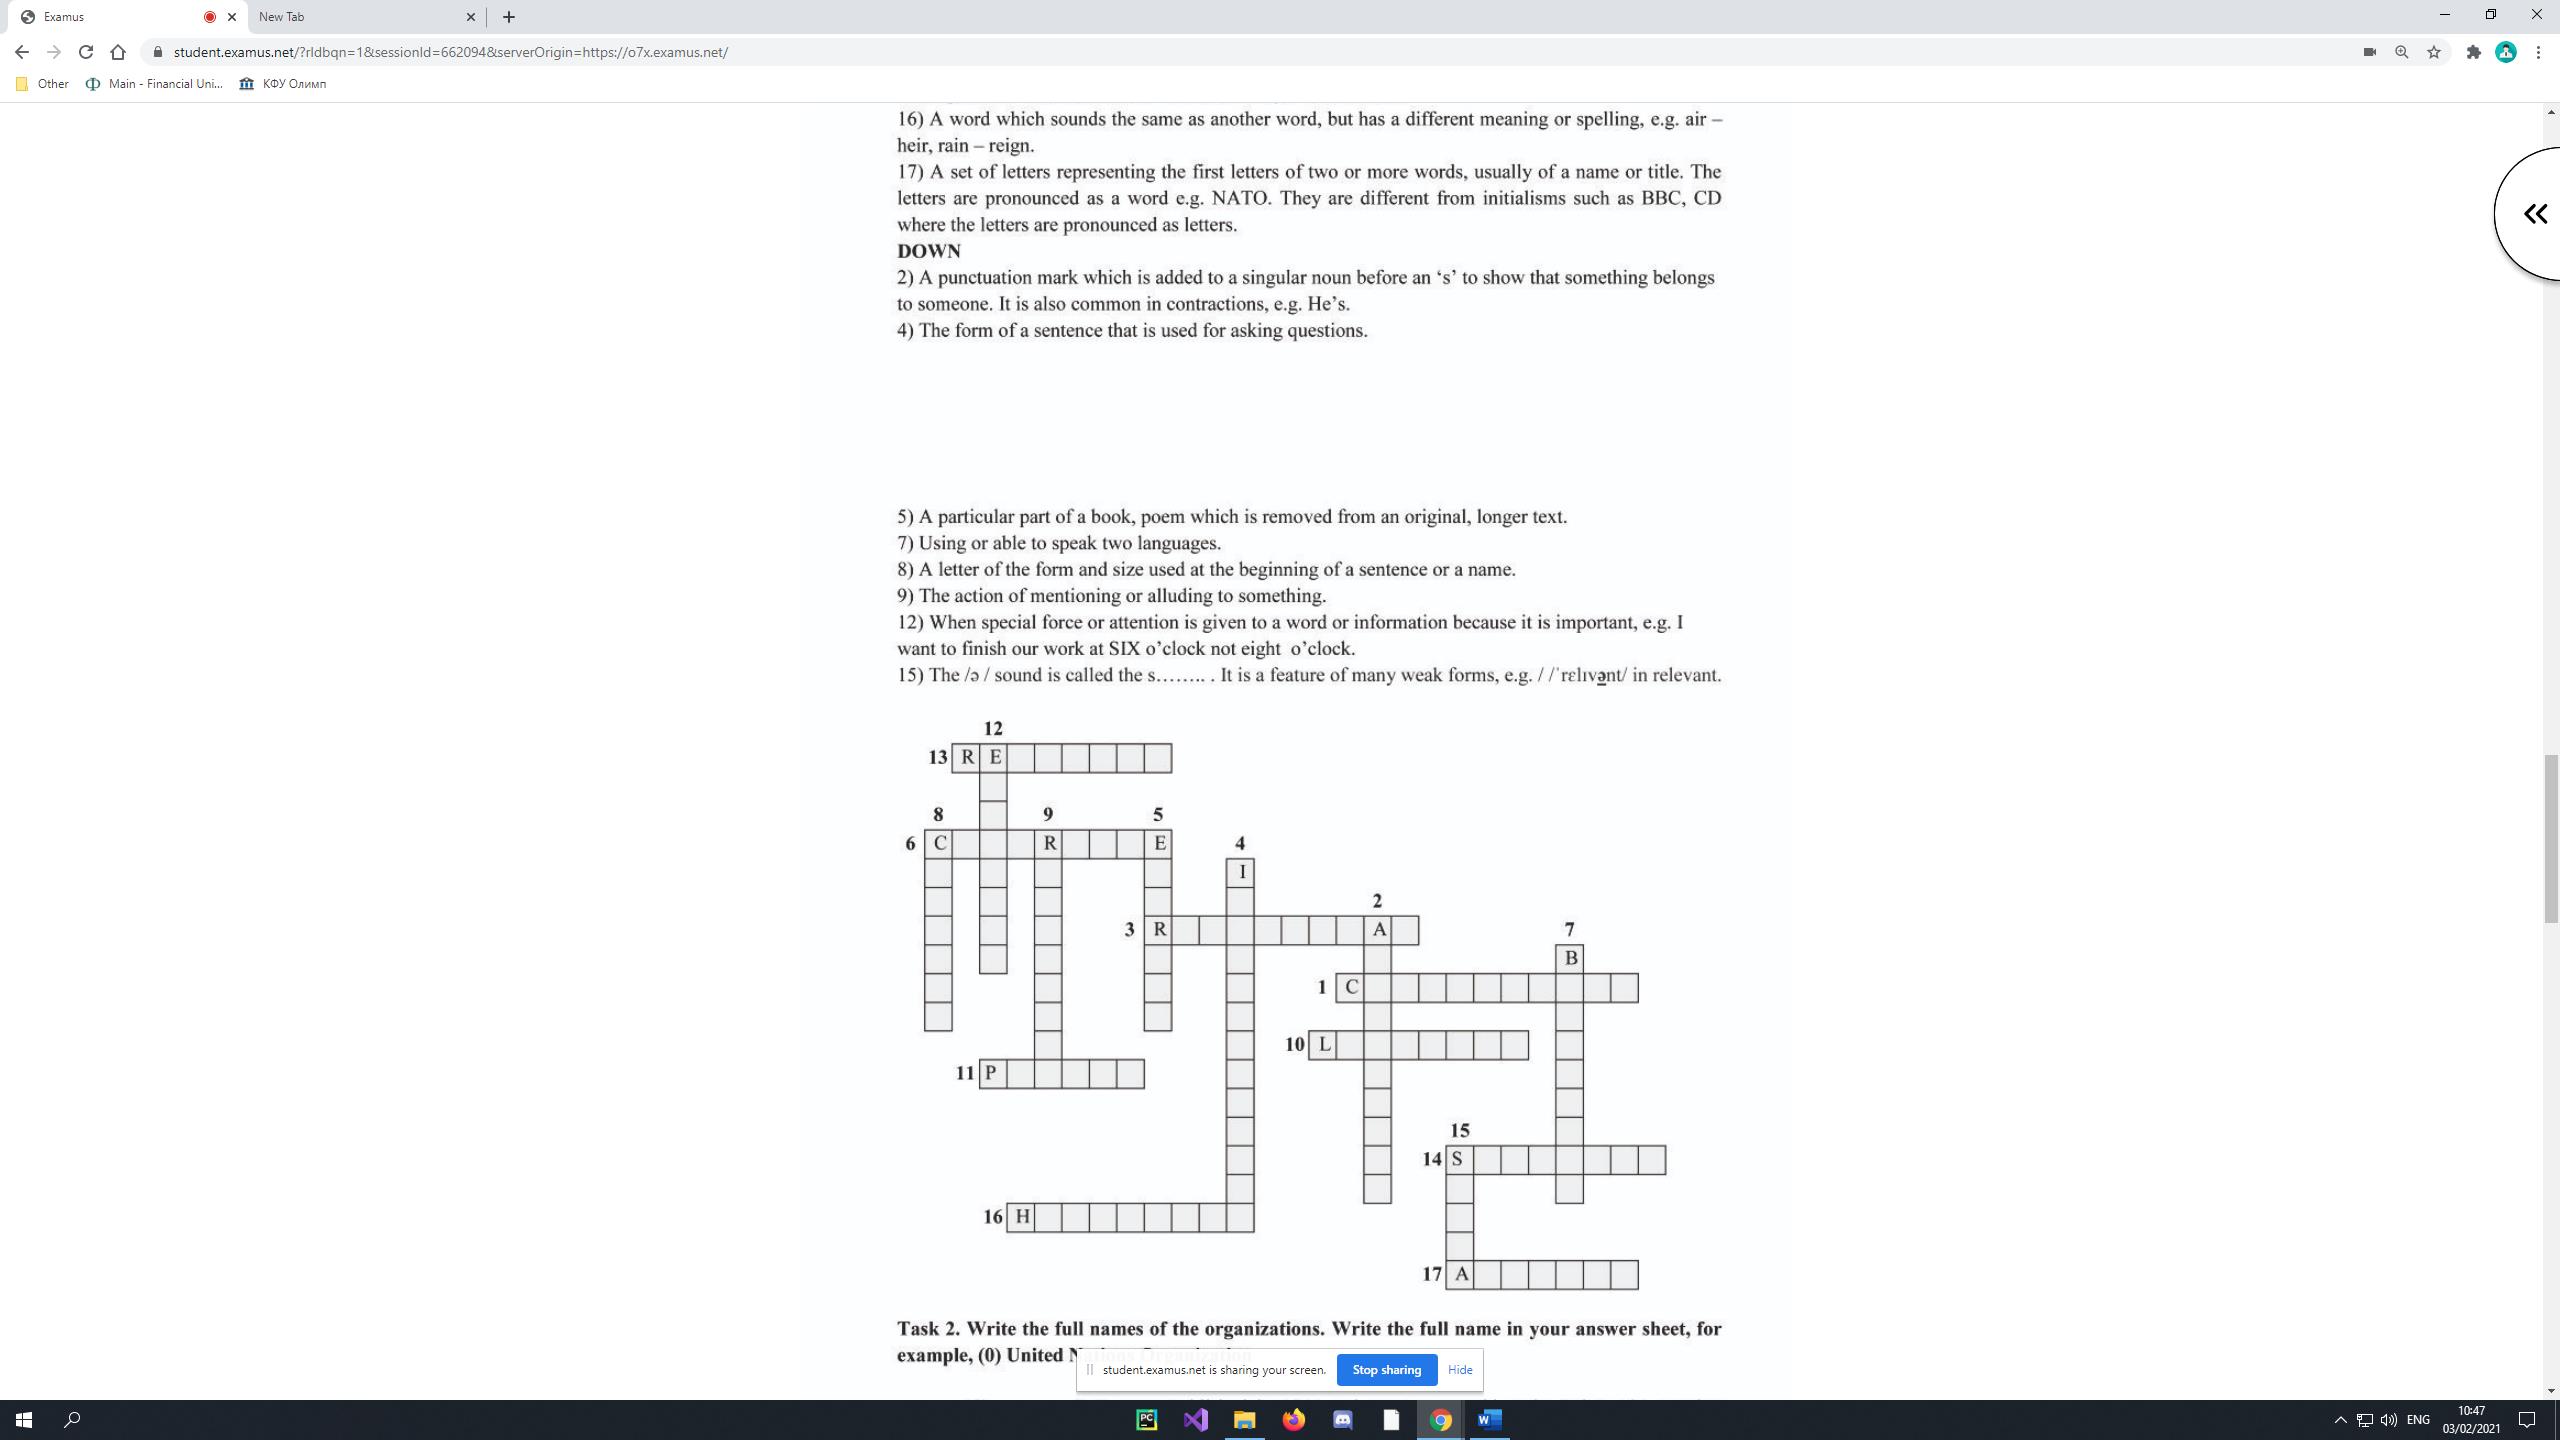 Examus
New Tab
student.examus.net/?rldbqn=1&sessionId=662094&serverOrigin=https://o7x.examus.net/
Other
Main - Financial Uni...
КФУ Олимп
16) A word which sounds the same as another word, but has a different meaning or spelling, e.g. air –
heir, rain – reign.
17) A set of letters representing the first letters of two or more words, usually of a name or title. The
letters are pronounced as a word e.g. NATO. They are different from initialisms such as BBC, CD
where the letters are pronounced as letters.
DOWN
2) A punctuation mark which is added to a singular noun before an ‘s’ to show that something belongs
to someone. It is also common in contractions, e.g. He’s.
4) The form of a sentence that is used for asking questions.
5) A particular part of a book, poem which is removed from an original, longer text.
7) Using or able to speak two languages.
8) A letter of the form and size used at the beginning of a sentence or a name.
9) The action of mentioning or alluding to something.
12) When special force or attention is given to a word or information because it is important, e.g. I
want to finish our work at SIX o’clock not eight o’clock.
15) The /ə / sound is called the s…….. . It is a feature of many weak forms, e.g. / /ˈrɛlɪvənt/ in relevant.
12
13 R E
8 9 5
6 C R E 4
I
2
3 R A 7
B
1 C
10 L
11 P
15
14 S
16 H
17 A
Task 2. Write the full names of the organizations. Write the full name in your answer sheet, for
example, (0) United N
student.examus.net is sharing your screen.
Stop sharing
Hide
PC
W
ENG
10:47
03/02/2021